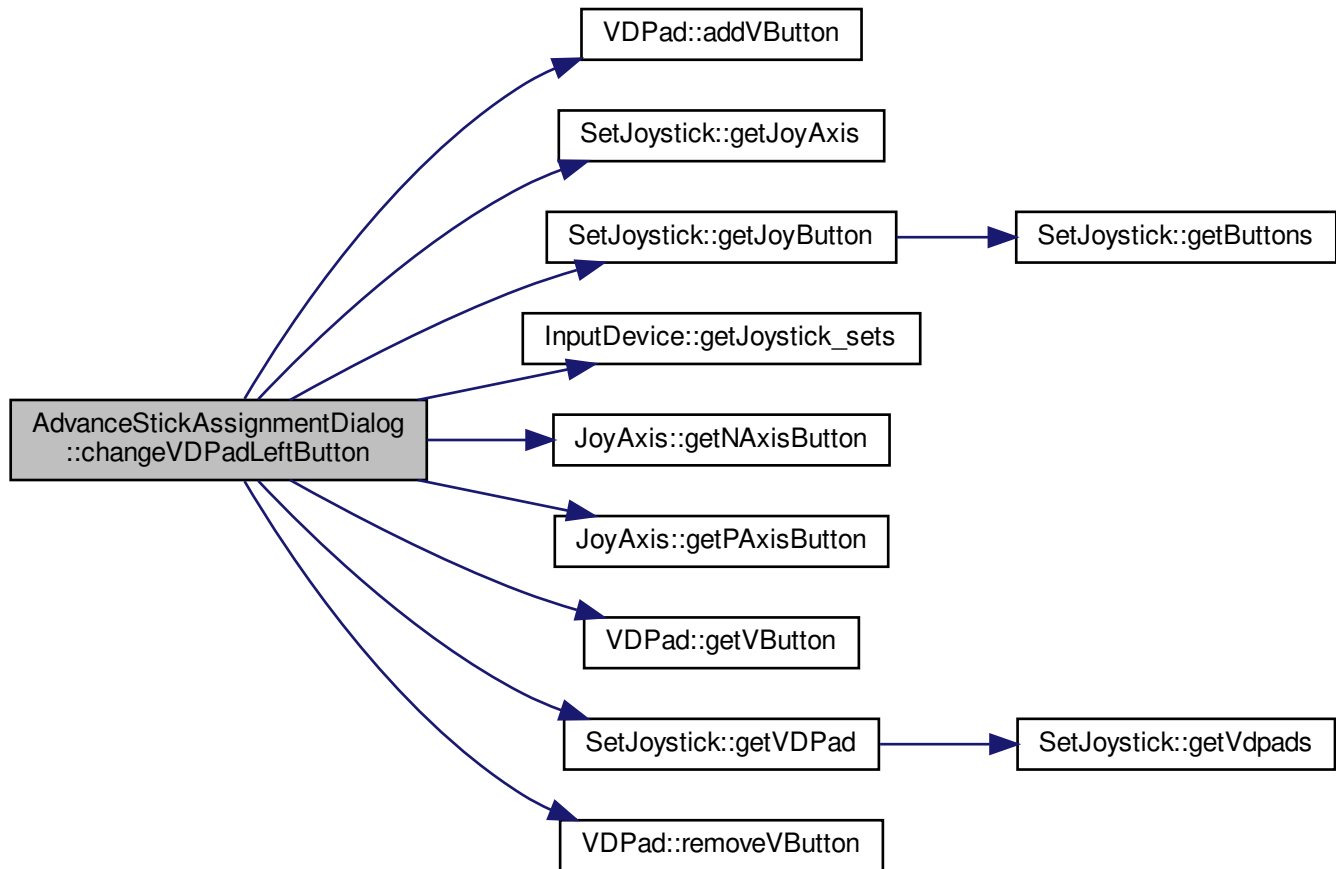 VDPad::addVButton
SetJoystick::getJoyAxis
SetJoystick::getJoyButton
SetJoystick::getButtons
InputDevice::getJoystick_sets
AdvanceStickAssignmentDialog
::changeVDPadLeftButton
JoyAxis::getNAxisButton
JoyAxis::getPAxisButton
VDPad::getVButton
SetJoystick::getVDPad
SetJoystick::getVdpads
VDPad::removeVButton